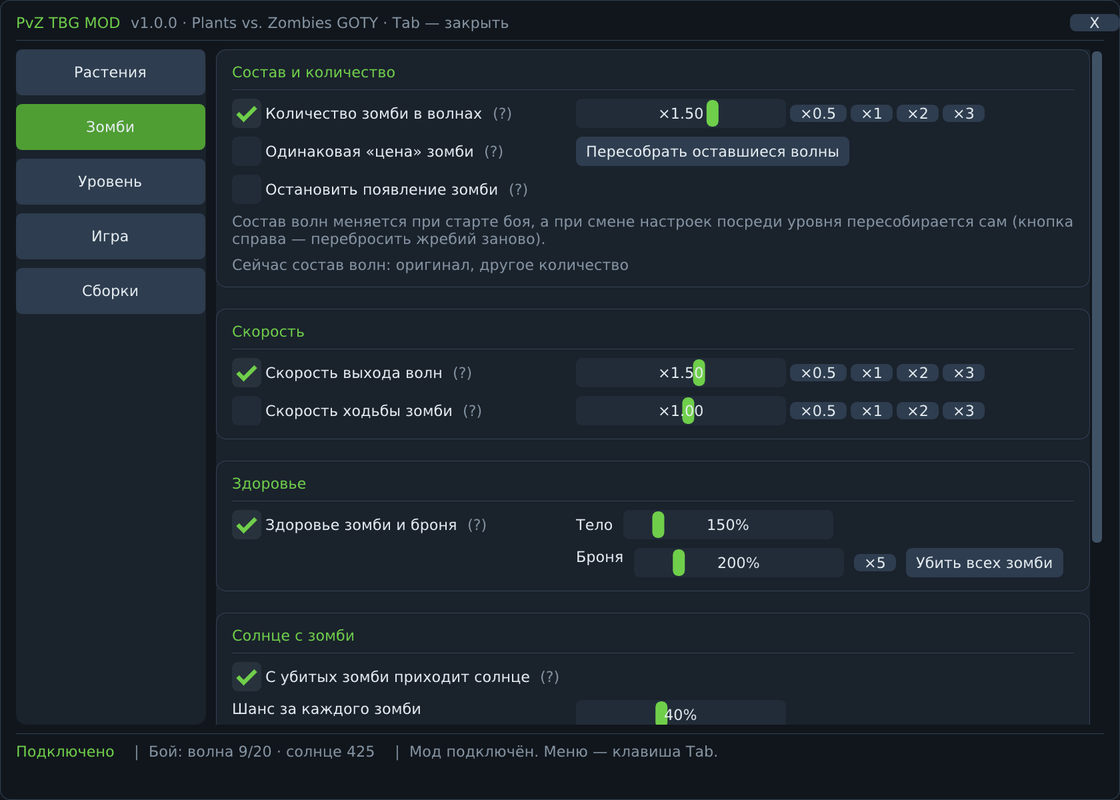 PvZ TBG MOD v1.0.0 · Plants vs. Zombies GOTY · Tab — закрыть X
Растения
Зомби
Уровень
Игра
Сборки
Состав и количество
Количество зомби в волнах (?) ×1.50 ×0.5 ×1 ×2 ×3
Одинаковая «цена» зомби (?) Пересобрать оставшиеся волны
Остановить появление зомби (?)
Состав волн меняется при старте боя, а при смене настроек посреди уровня пересобирается сам (кнопка
справа — перебросить жребий заново).
Сейчас состав волн: оригинал, другое количество
Скорость
Скорость выхода волн (?) ×1.50 ×0.5 ×1 ×2 ×3
Скорость ходьбы зомби (?) ×1.00 ×0.5 ×1 ×2 ×3
Здоровье
Здоровье зомби и броня (?) Тело 150%
Броня 200% ×5 Убить всех зомби
Солнце с зомби
С убитых зомби приходит солнце (?)
Шанс за каждого зомби 40%
Подключено | Бой: волна 9/20 · солнце 425 | Мод подключён. Меню — клавиша Tab.